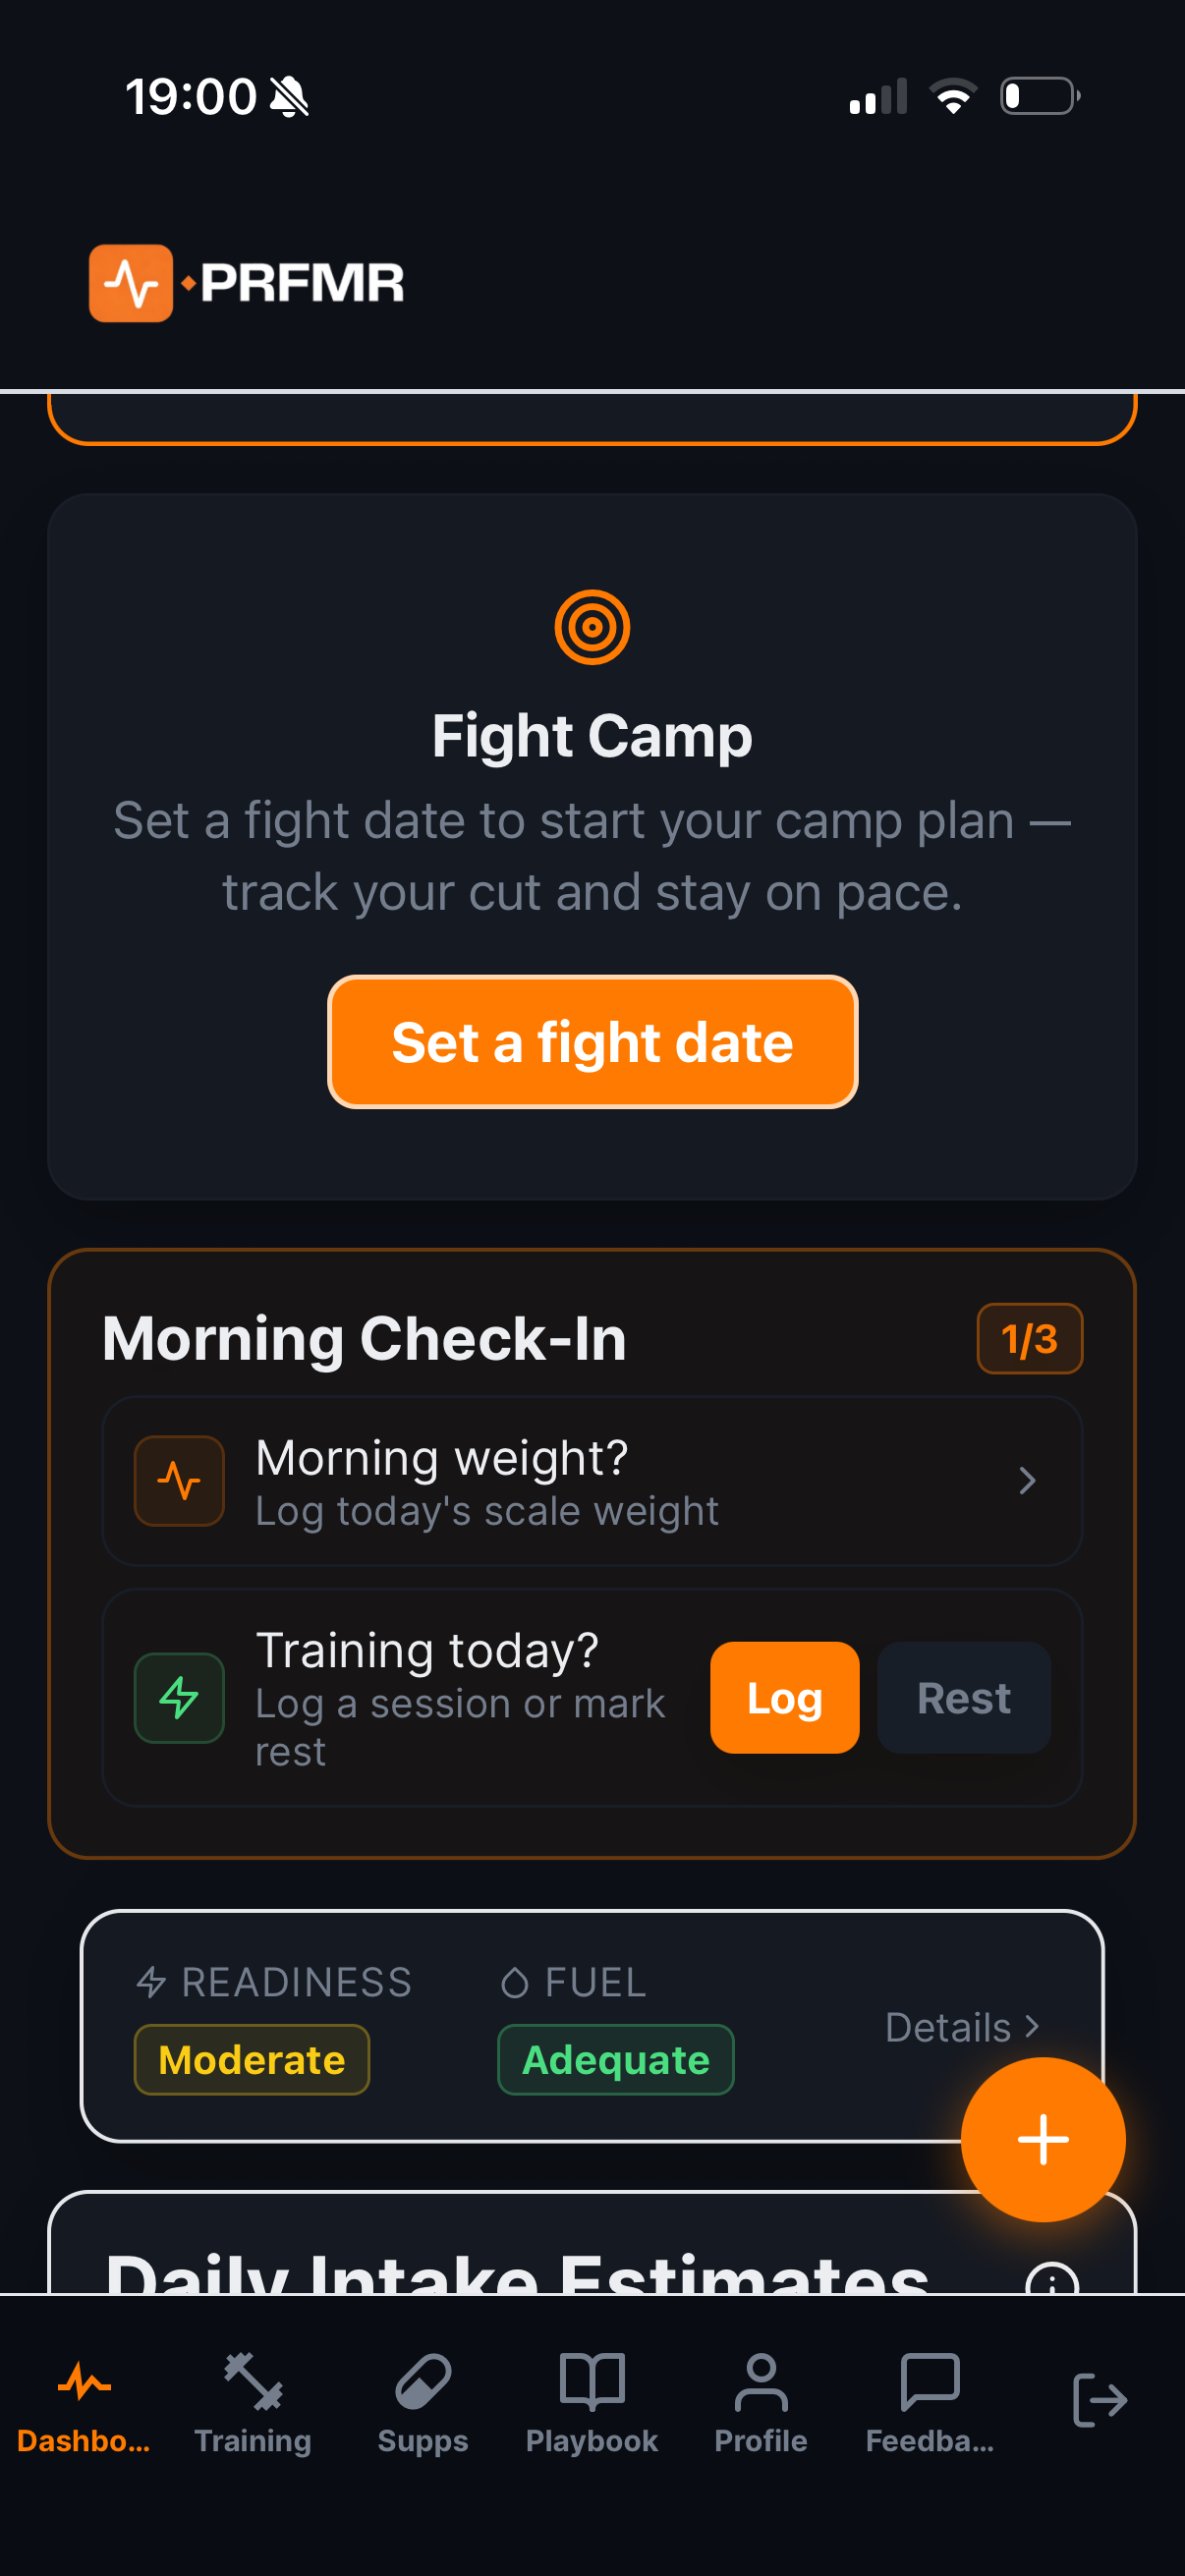 19:00
PRFMR
Fight Camp
Set a fight date to start your camp plan —
track your cut and stay on pace.
Set a fight date
Morning Check-In
1/3
Morning weight?
Log today's scale weight
Training today?
Log a session or mark
rest
Log
Rest
READINESS
FUEL
Moderate
Adequate
Details
Daily Intake Estimates
Dashbo...
Training
Supps
Playbook
Profile
Feedba...